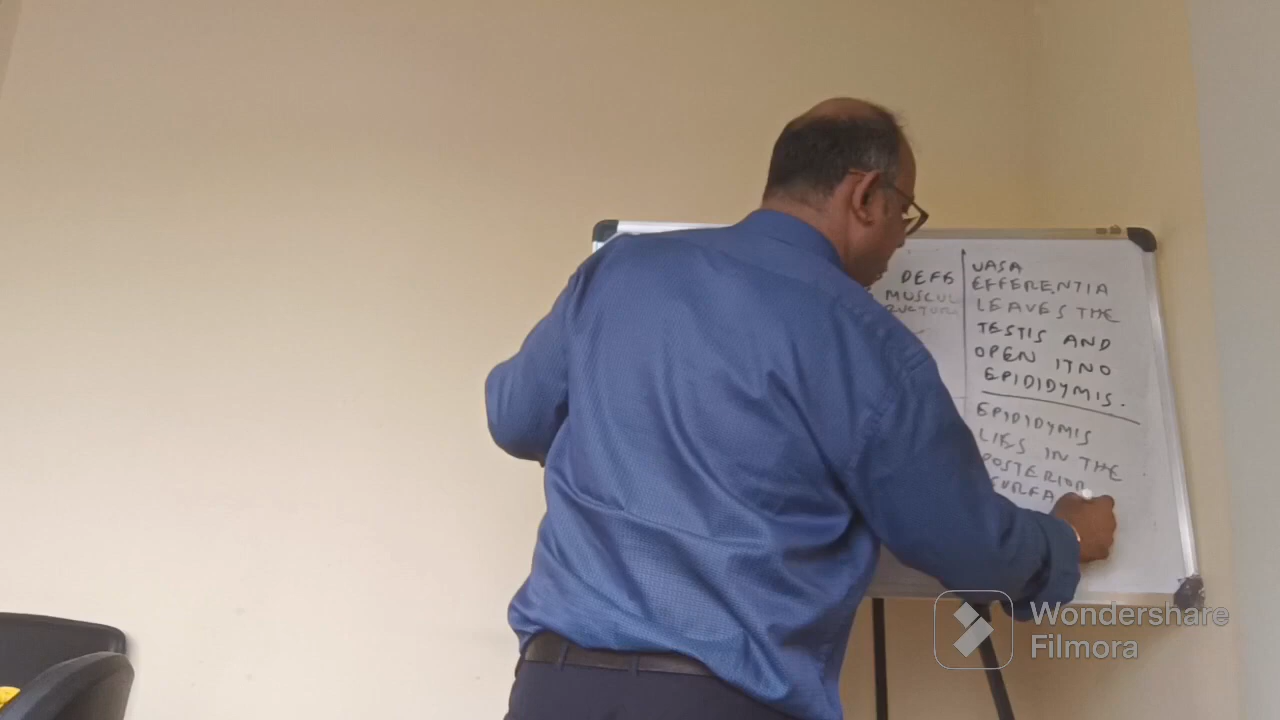 DEFE
MUSCUL
RUCTUR
VASA
EFFERENTIA
LEAVES THE
TESTIS AND
OPEN ITNO
EPIDIDYMIS.
EPIDIDYMIS
LIES IN THE
POSTERIOR
SURFA
Wondershare
Filmora